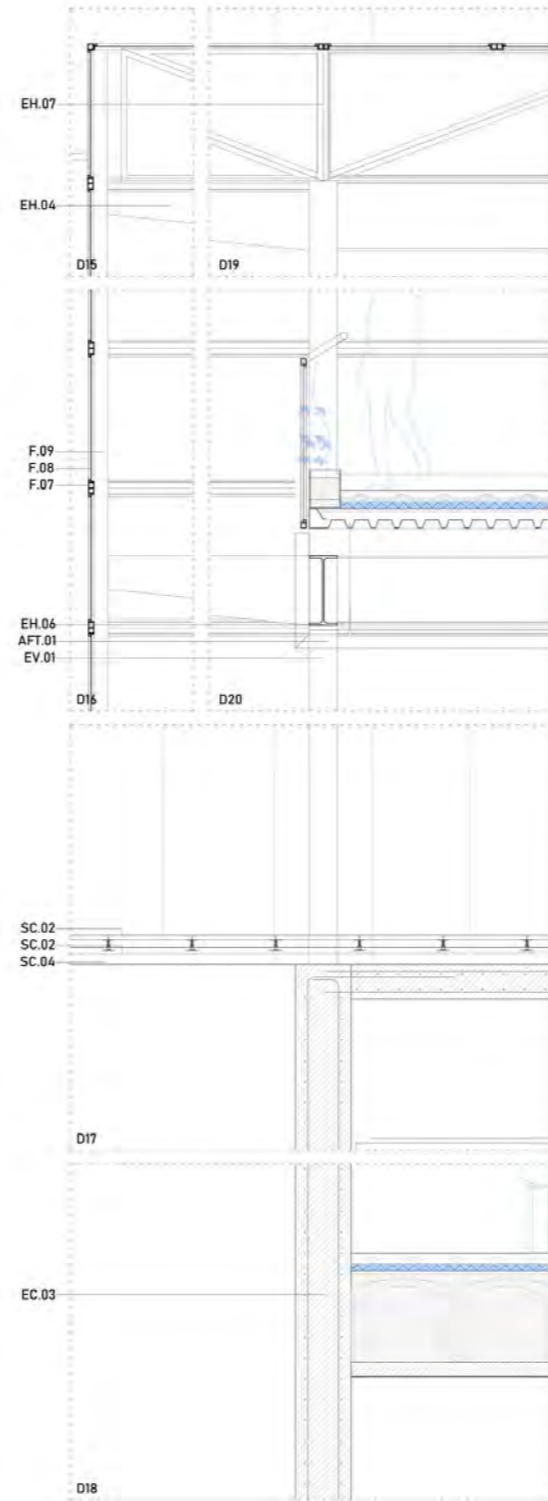 EH.07
EH.04
D15 D19
F.09
F.08
F.07
EH.06
AFT.01
EV.01
D16 D20
SC.02
SC.02
SC.04
D17
EC.03
D18